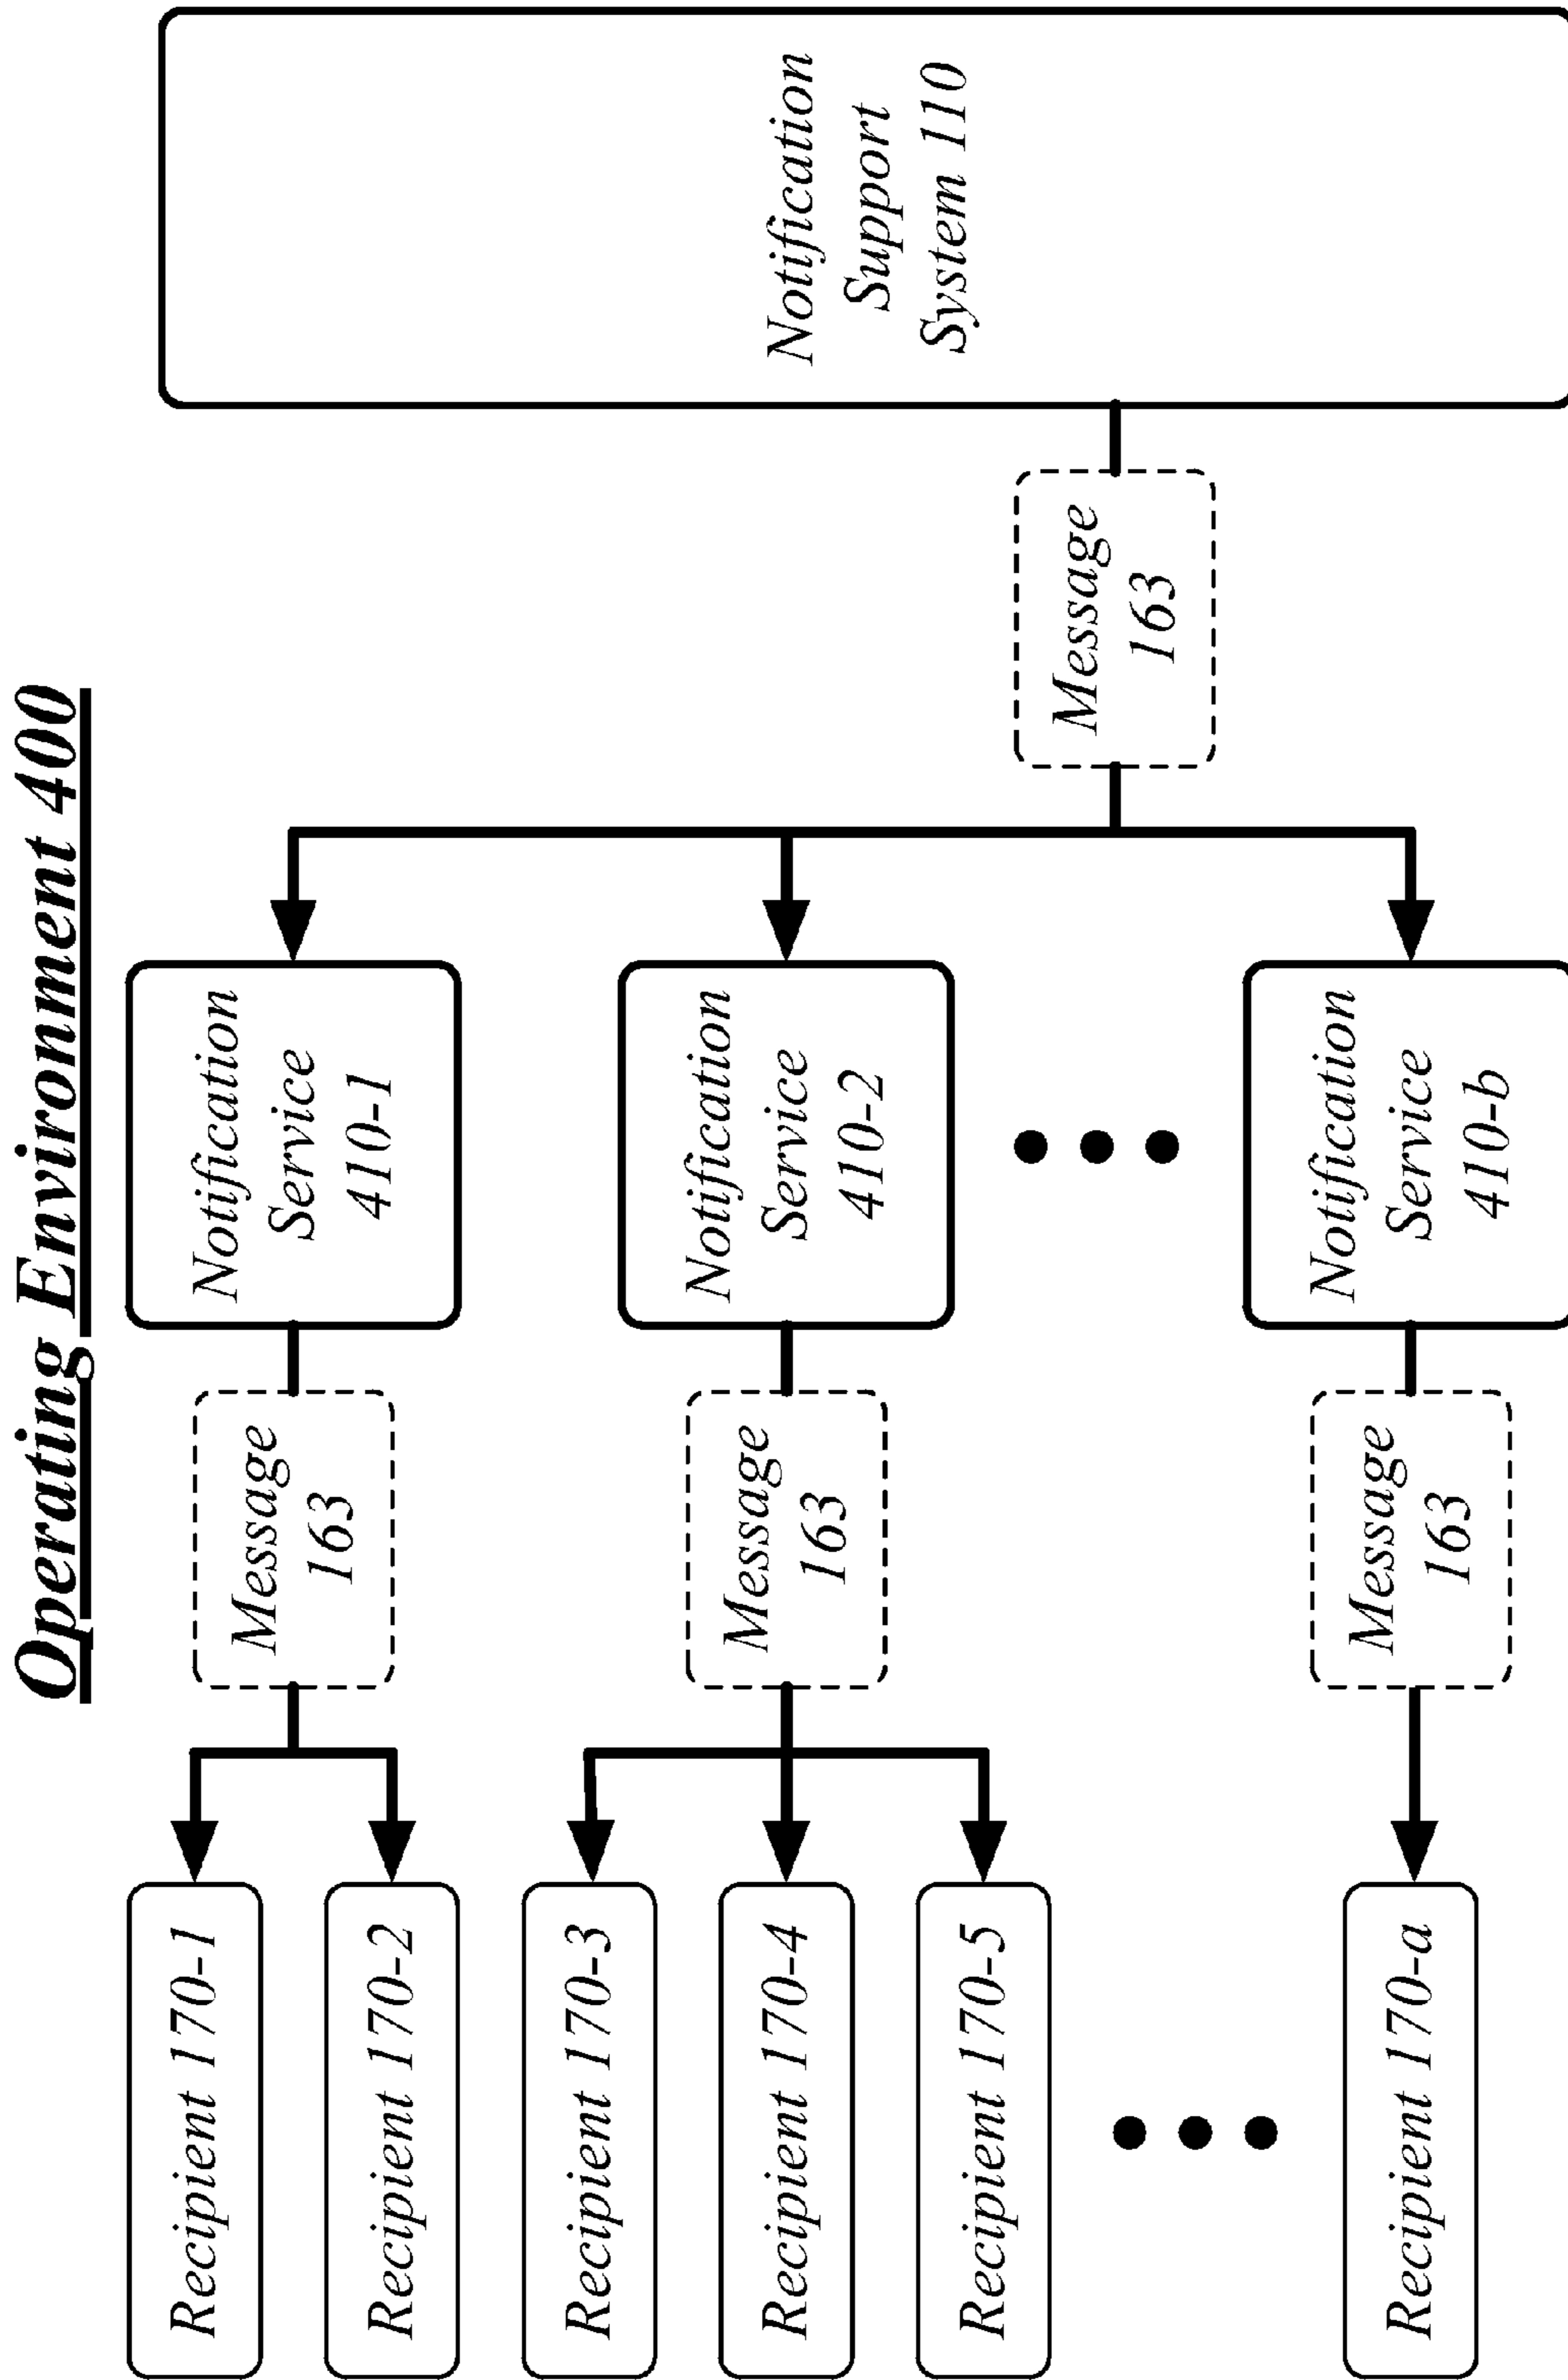 Operating Environment 400
Recipient 170-1
Recipient 170-2
Recipient 170-3
Recipient 170-4
Recipient 170-5
Recipient 170-a
Message
163
Message
163
Message
163
Notification
Service
410-1
Notification
Service
410-2
Notification
Service
410-b
Message
163
Notification
Support
System 110